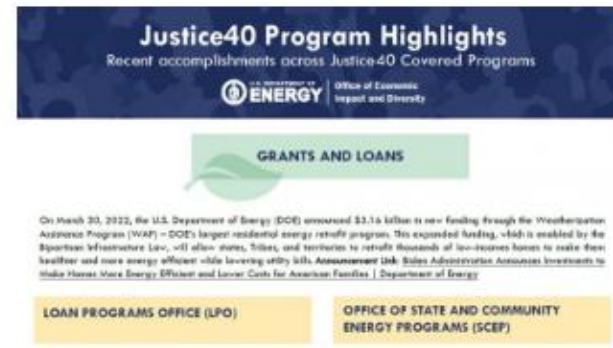 Justice40 Program Highlights
Recent accomplishments across Justice40 Covered Programs
U.S. DEPARTMENT OF
ENERGY
Office of Economic
Impact and Diversity
GRANTS AND LOANS
On March 30, 2022, the U.S. Department of Energy (DOE) announced $3.16 billion in new funding through the Weatherization
Assistance Program (WAP) – DOE's largest residential energy retrofit program. This expanded funding, which is enabled by the
Bipartisan Infrastructure Law, will allow states, Tribes, and territories to retrofit thousands of low-incomes homes to make them
healthier and more energy efficient while lowering utility bills. Announcement Link: Biden Administration Announces Investments to
Make Homes More Energy Efficient and Lower Costs for American Families | Department of Energy
LOAN PROGRAMS OFFICE (LPO)
OFFICE OF STATE AND COMMUNITY
ENERGY PROGRAMS (SCEP)